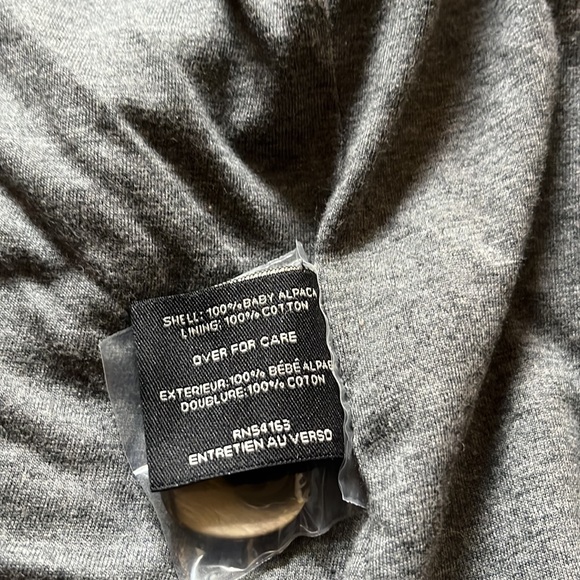 SHELL: 100% BABY ALPACA
LINING: 100% COTTON
OVER FOR CARE
EXTERIEUR: 100% BÉBÉ ALPA
DOUBLURE: 100% COTON
RN54163
ENTRETIEN AU VERSO